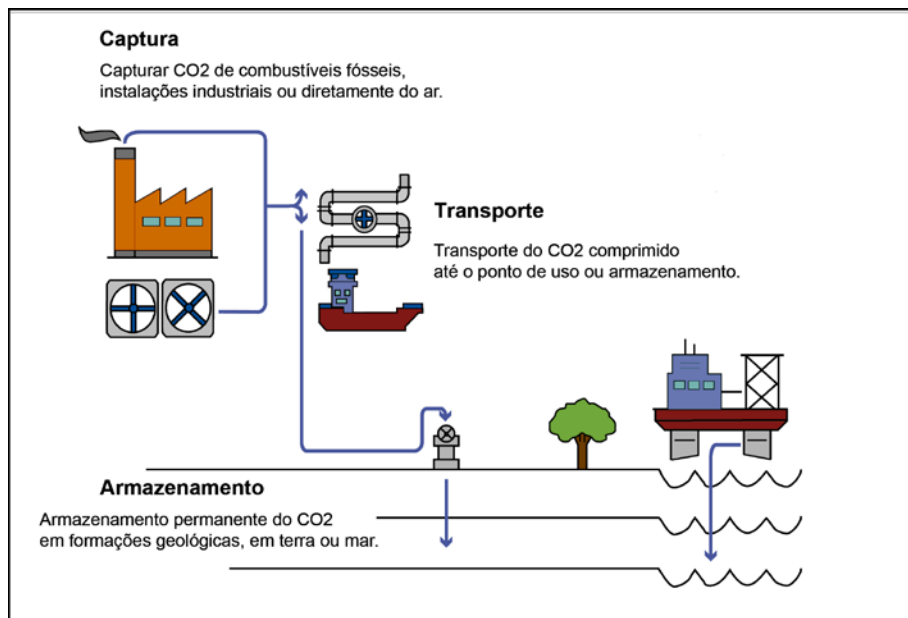 Captura
Capturar CO2 de combustíveis fósseis,
instalações industriais ou diretamente do ar.
Transporte
Transporte do CO2 comprimido
até o ponto de uso ou armazenamento.
Armazenamento
Armazenamento permanente do CO2
em formações geológicas, em terra ou mar.